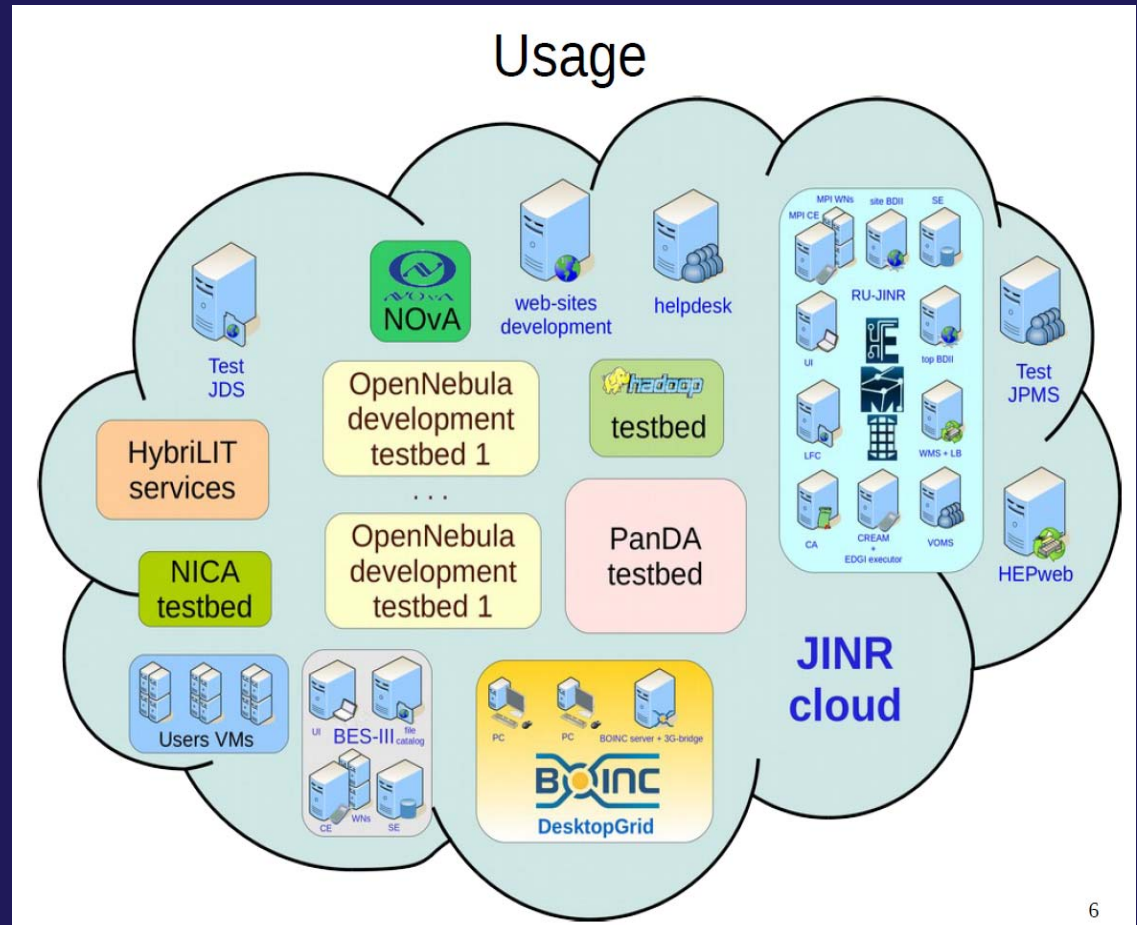 Usage
Test
JDS
NOvA
NOvA
web-sites
development
helpdesk
MPI WNs
site BDII
SE
MPI CE
RU-JINR
UI
top BDII
LFC
WMS + LB
CA
CREAM
+
EDGI executor
VOMS
Test
JPMS
HEPweb
HybriLIT
services
OpenNebula
development
testbed 1
. . .
OpenNebula
development
testbed 1
hadoop
testbed
PanDA
testbed
NICA
testbed
Users VMs
UI
BES-III
file
catalog
CE
WNs
SE
PC
PC
BOINC server + 3G-bridge
BOINC
DesktopGrid
JINR
cloud
6